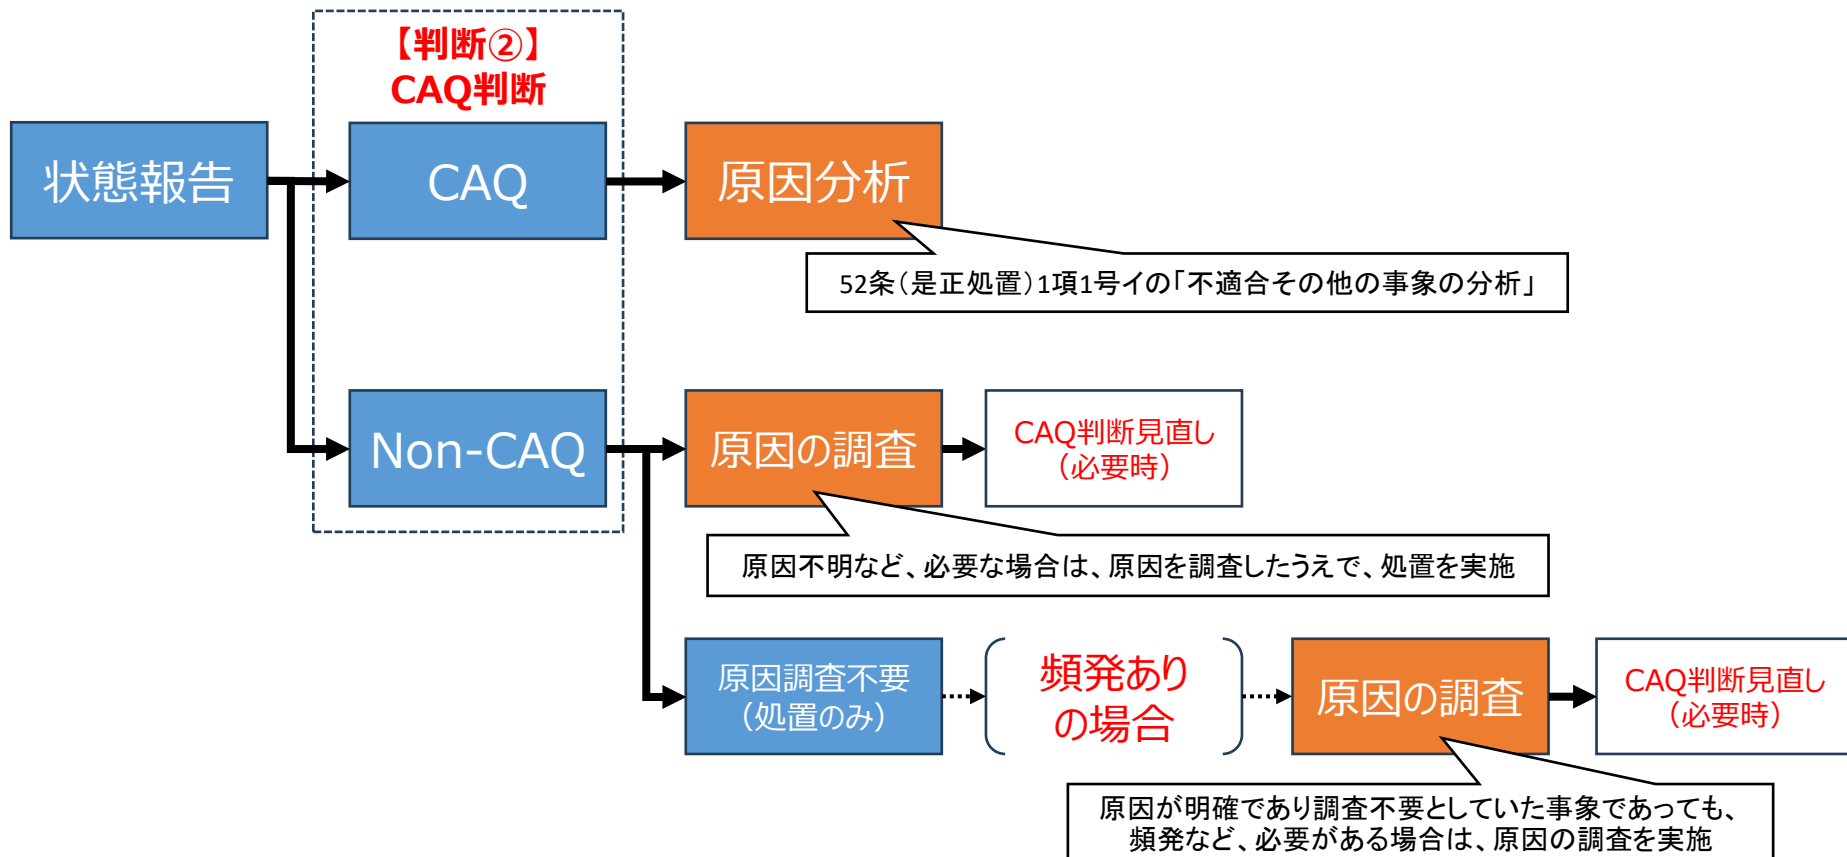 【判断②】
CAQ判断
状態報告
CAQ
原因分析
52条（是正処置）1項1号イの「不適合その他の事象の分析」
Non-CAQ
原因の調査
CAQ判断見直し
（必要時）
原因不明など、必要な場合は、原因を調査したうえで、処置を実施
原因調査不要
（処置のみ）
頻発あり
の場合
原因の調査
CAQ判断見直し
（必要時）
原因が明確であり調査不要としていた事象であっても、
頻発など、必要がある場合は、原因の調査を実施